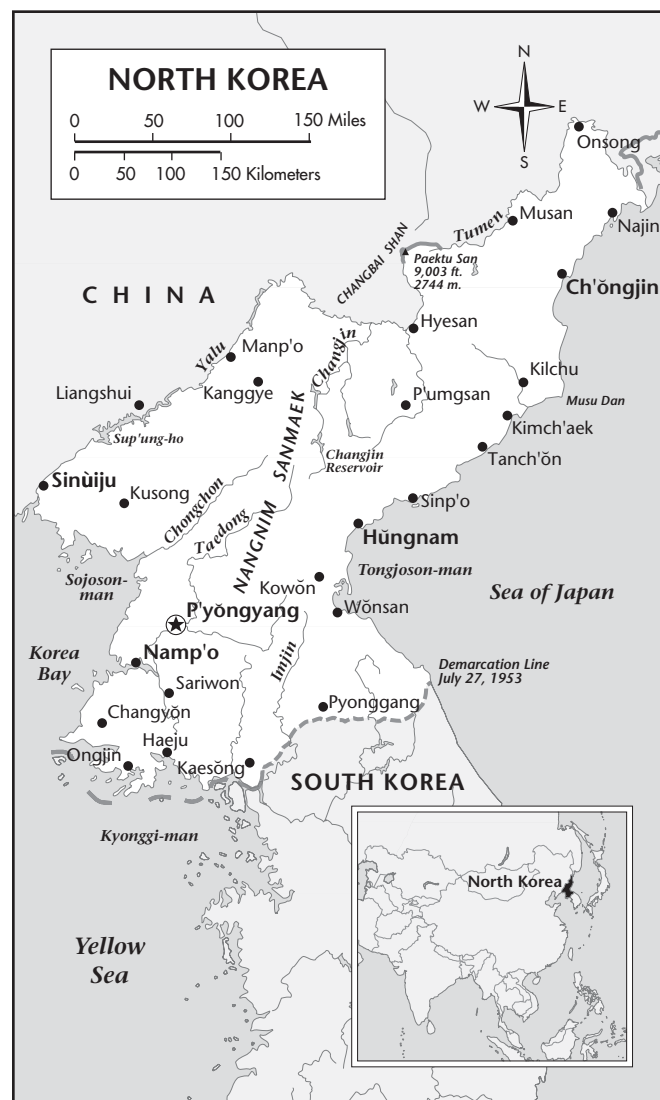 NORTH KOREA
0 50 100 150 Miles
0 50 100 150 Kilometers
N
W E
S
Onsong
Tumen
Musan
Najin
CHANGBAI SHAN
Paektu San
9,003 ft.
2744 m.
CHINA
Ch'ŏngjin
Hyesan
Yalu
Manp'o
Changjin
Kanggye
Kilchu
Liangshui
P'umgsan
Musu Dan
Kimch'aek
Sup'ung-ho
NANGNIM SANMAEK
Changjin
Reservoir
Tanch'ŏn
Sinùiju
Kusong
Chongchon
Sinp'o
Taedong
Hŭngnam
Tongjoson-man
Sojoson-
man
Kowŏn
Sea of Japan
P'yŏngyang
Wŏnsan
Korea
Bay
Namp'o
Imjin
Demarcation Line
July 27, 1953
Sariwon
Pyonggang
Changyŏn
Haeju
Ongjin
Kaesŏng
SOUTH KOREA
Kyonggi-man
North Korea
Yellow
Sea